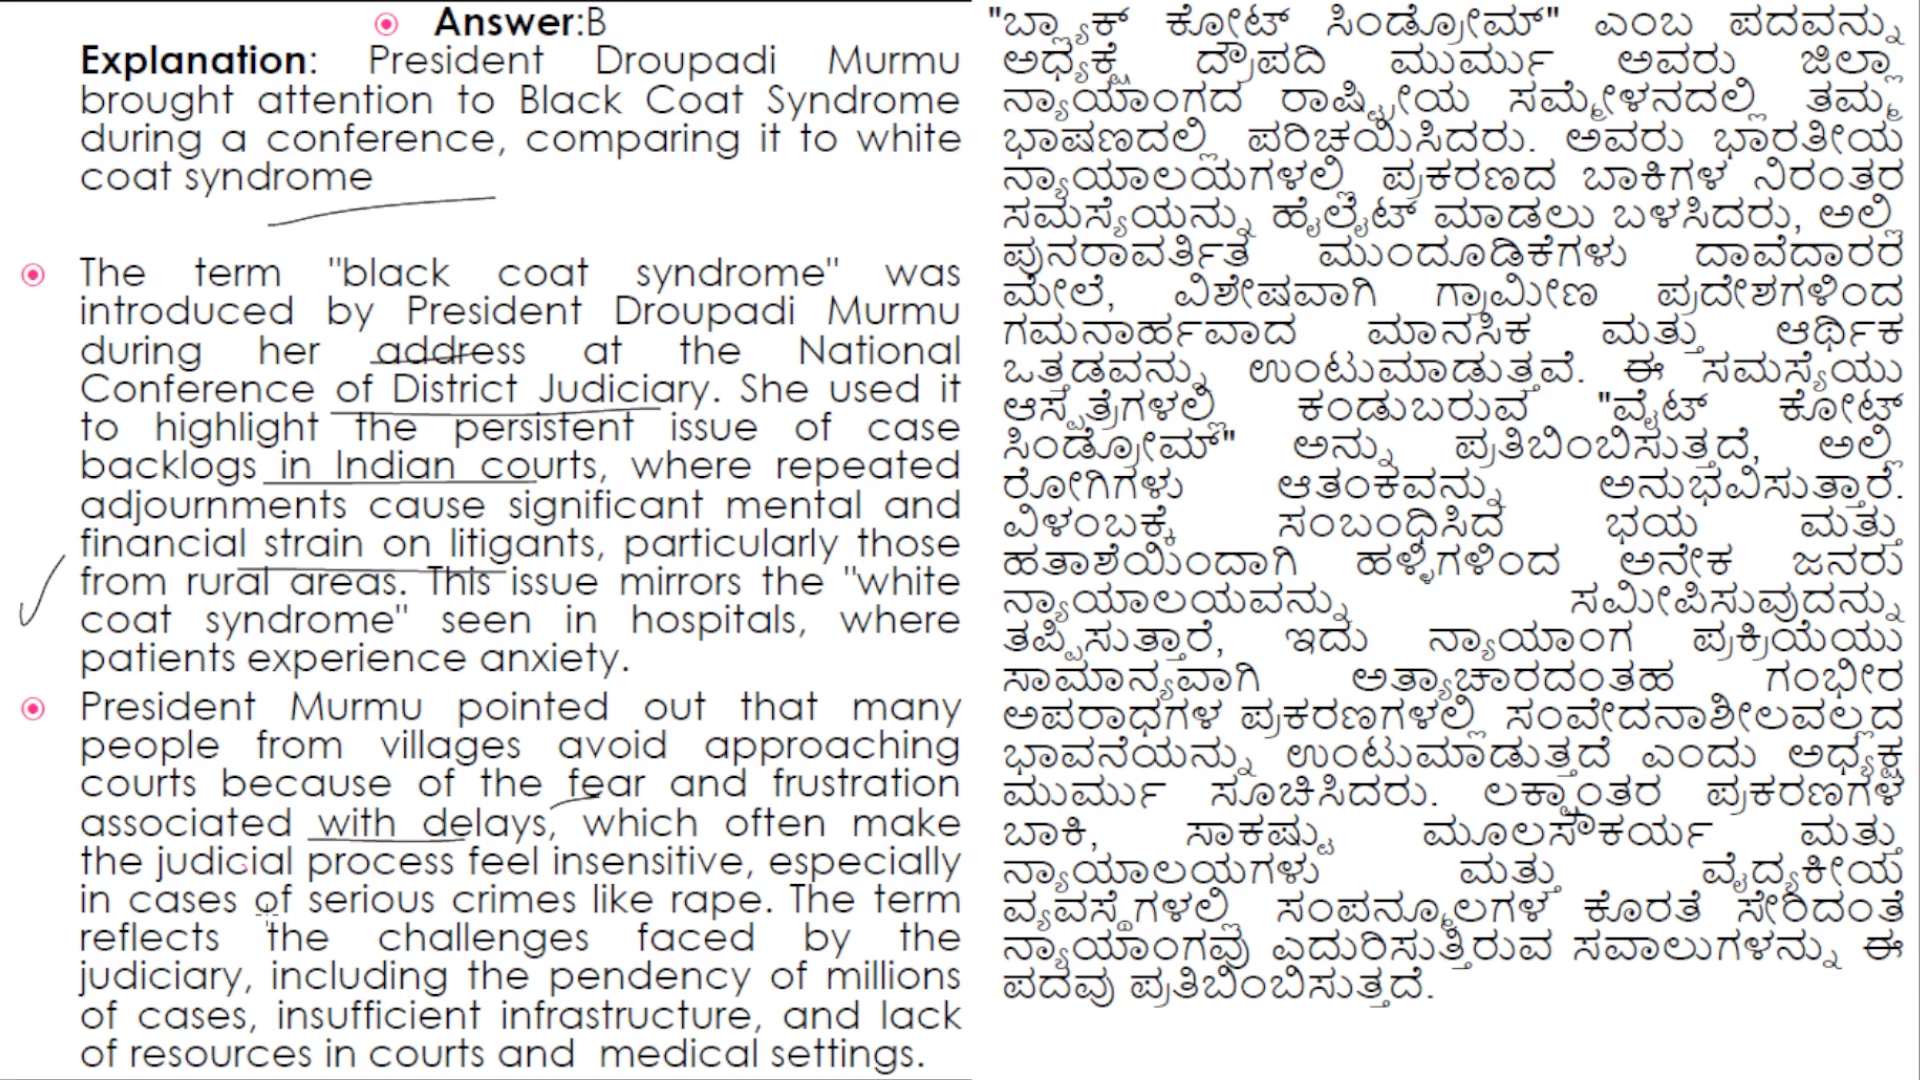 Answer:B
Explanation: President Droupadi Murmu
brought attention to Black Coat Syndrome
during a conference, comparing it to white
coat syndrome
The term "black coat syndrome" was
introduced by President Droupadi Murmu
during her address at the National
Conference of District Judiciary. She used it
to highlight the persistent issue of case
backlogs in Indian courts, where repeated
adjournments cause significant mental and
financial strain on litigants, particularly those
from rural areas. This issue mirrors the "white
coat syndrome" seen in hospitals, where
patients experience anxiety.
President Murmu pointed out that many
people from villages avoid approaching
courts because of the fear and frustration
associated with delays, which often make
the judicial process feel insensitive, especially
in cases of serious crimes like rape. The term
reflects the challenges faced by the
judiciary, including the pendency of millions
of cases, insufficient infrastructure, and lack
of resources in courts and medical settings.
"ಬ್ಲ್ಯಾಕ್ ಕೋಟ್ ಸಿಂಡ್ರೋಮ್" ಎಂಬ ಪದವನ್ನು
ಅಧ್ಯಕ್ಷೆ ದ್ರೌಪದಿ ಮುರ್ಮು ಅವರು ಜಿಲ್ಲಾ
ನ್ಯಾಯಾಂಗದ ರಾಷ್ಟ್ರೀಯ ಸಮ್ಮೇಳನದಲ್ಲಿ ತಮ್ಮ
ಭಾಷಣದಲ್ಲಿ ಪರಿಚಯಿಸಿದರು. ಅವರು ಭಾರತೀಯ
ನ್ಯಾಯಾಲಯಗಳಲ್ಲಿ ಪ್ರಕರಣದ ಬಾಕಿಗಳ ನಿರಂತರ
ಸಮಸ್ಯೆಯನ್ನು ಹೈಲೈಟ್ ಮಾಡಲು ಬಳಸಿದರು, ಅಲ್ಲಿ
ಪುನರಾವರ್ತಿತ ಮುಂದೂಡಿಕೆಗಳು ದಾವೆದಾರರ
ಮೇಲೆ, ವಿಶೇಷವಾಗಿ ಗ್ರಾಮೀಣ ಪ್ರದೇಶಗಳಿಂದ
ಗಮನಾರ್ಹವಾದ ಮಾನಸಿಕ ಮತ್ತು ಆರ್ಥಿಕ
ಒತ್ತಡವನ್ನು ಉಂಟುಮಾಡುತ್ತವೆ. ಈ ಸಮಸ್ಯೆಯು
ಆಸ್ಪತ್ರೆಗಳಲ್ಲಿ ಕಂಡುಬರುವ "ವೈಟ್ ಕೋಟ್
ಸಿಂಡ್ರೋಮ್" ಅನ್ನು ಪ್ರತಿಬಿಂಬಿಸುತ್ತದೆ, ಅಲ್ಲಿ
ರೋಗಿಗಳು ಆತಂಕವನ್ನು ಅನುಭವಿಸುತ್ತಾರೆ.
ವಿಳಂಬಕ್ಕೆ ಸಂಬಂಧಿಸಿದ ಭಯ ಮತ್ತು
ಹತಾಶೆಯಿಂದಾಗಿ ಹಳ್ಳಿಗಳಿಂದ ಅನೇಕ ಜನರು
ನ್ಯಾಯಾಲಯವನ್ನು ಸಮೀಪಿಸುವುದನ್ನು
ತಪ್ಪಿಸುತ್ತಾರೆ, ಇದು ನ್ಯಾಯಾಂಗ ಪ್ರಕ್ರಿಯೆಯು
ಸಾಮಾನ್ಯವಾಗಿ ಅತ್ಯಾಚಾರದಂತಹ ಗಂಭೀರ
ಅಪರಾಧಗಳ ಪ್ರಕರಣಗಳಲ್ಲಿ ಸಂವೇದನಾಶೀಲವಲ್ಲದ
ಭಾವನೆಯನ್ನು ಉಂಟುಮಾಡುತ್ತದೆ ಎಂದು ಅಧ್ಯಕ್ಷ
ಮುರ್ಮು ಸೂಚಿಸಿದರು. ಲಕ್ಷಾಂತರ ಪ್ರಕರಣಗಳ
ಬಾಕಿ, ಸಾಕಷ್ಟು ಮೂಲಸೌಕರ್ಯ ಮತ್ತು
ನ್ಯಾಯಾಲಯಗಳು ಮತ್ತು ವೈದ್ಯಕೀಯ
ವ್ಯವಸ್ಥೆಗಳಲ್ಲಿ ಸಂಪನ್ಮೂಲಗಳ ಕೊರತೆ ಸೇರಿದಂತೆ
ನ್ಯಾಯಾಂಗವು ಎದುರಿಸುತ್ತಿರುವ ಸವಾಲುಗಳನ್ನು ಈ
ಪದವು ಪ್ರತಿಬಿಂಬಿಸುತ್ತದೆ.